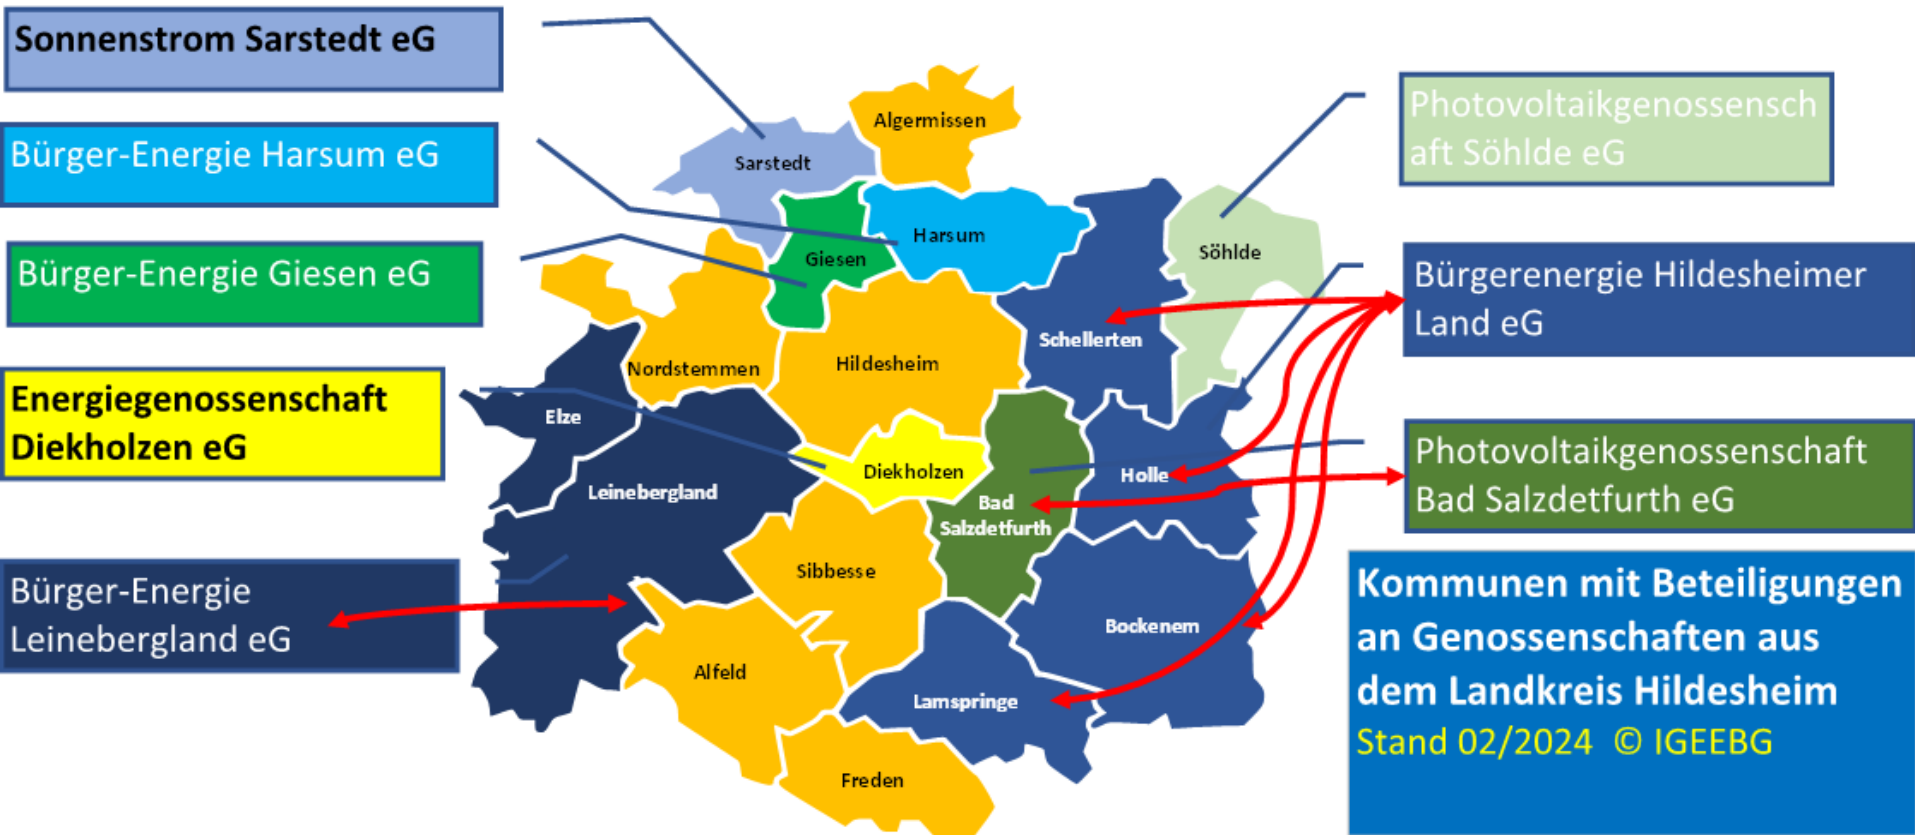 Sonnenstrom Sarstedt eG
Bürger-Energie Harsum eG
Bürger-Energie Giesen eG
Energiegenossenschaft
Diekholzen eG
Bürger-Energie
Leinebergland eG
Algermissen
Sarstedt
Harsum
Giesen
Söhlde
Schellerten
Hildesheim
Nordstemmen
Elze
Diekholzen
Holle
Leinebergland
Bad
Salzdetfurth
Sibbesse
Bockenem
Alfeld
Lamspringe
Freden
Photovoltaikgenossensch
aft Söhlde eG
Bürgerenergie Hildesheimer
Land eG
Photovoltaikgenossenschaft
Bad Salzdetfurth eG
Kommunen mit Beteiligungen
an Genossenschaften aus
dem Landkreis Hildesheim
Stand 02/2024 © IGEEBG